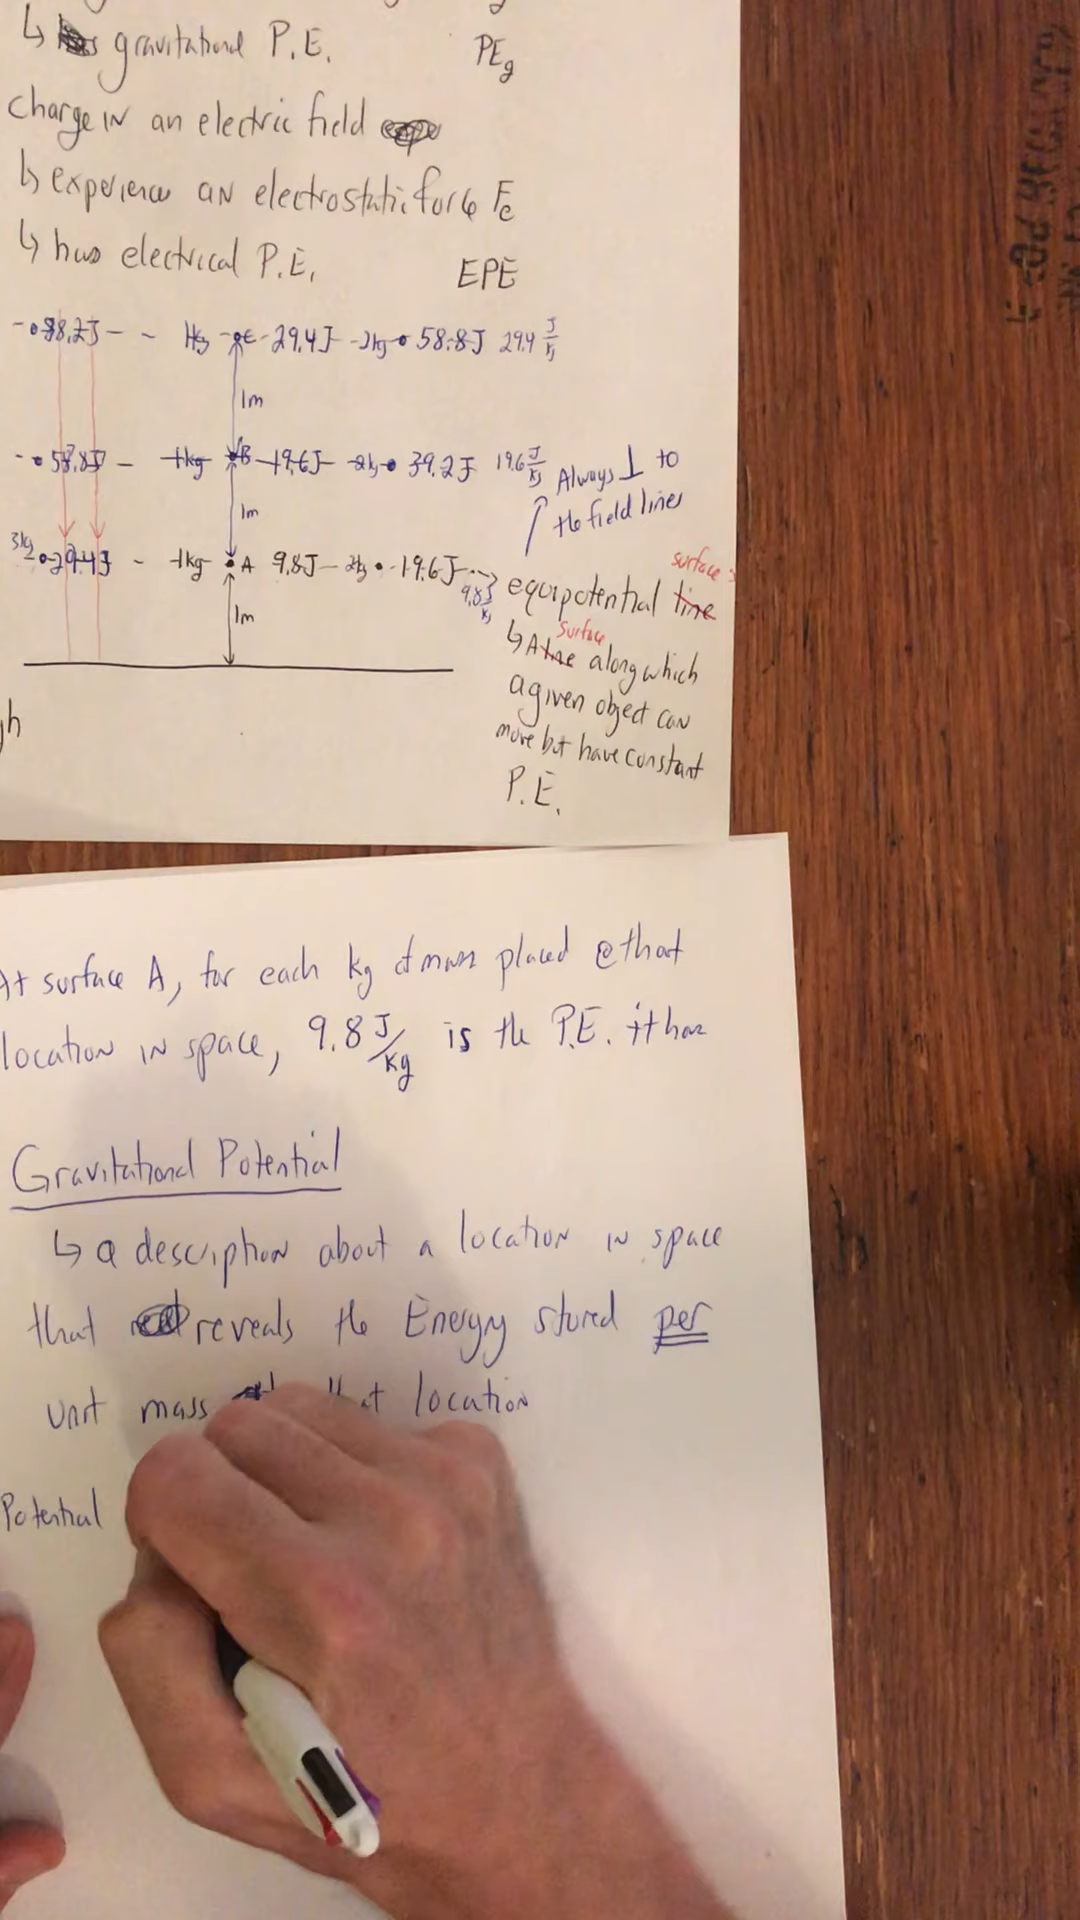 ↳ gravitational P.E. PEg
charge IN an electric field
↳ experience AN electrostatic force Fe
↳ has electrical P.E. EPE
88.2J - - 1kg C - 29.4J - 2kg 58.8J 29.4 J/kg
1m
58.8J - 1kg B - 19.6J - 2kg 39.2J 19.6 J/kg
Always ⊥ to
the field lines
1m
3kg 29.4J - 1kg A 9.8J - 2kg 19.6J 9.8 J/kg
1m
surface
equipotential line
surface
↳ A line along which
a given object can
move but have constant
P.E.
gh
At surface A, for each kg of mass placed @ that
location IN space, 9.8 J/kg is the P.E. it has
Gravitational Potential
↳ a description about a location IN space
that reveals the Energy stored per
unit mass that location
Potential